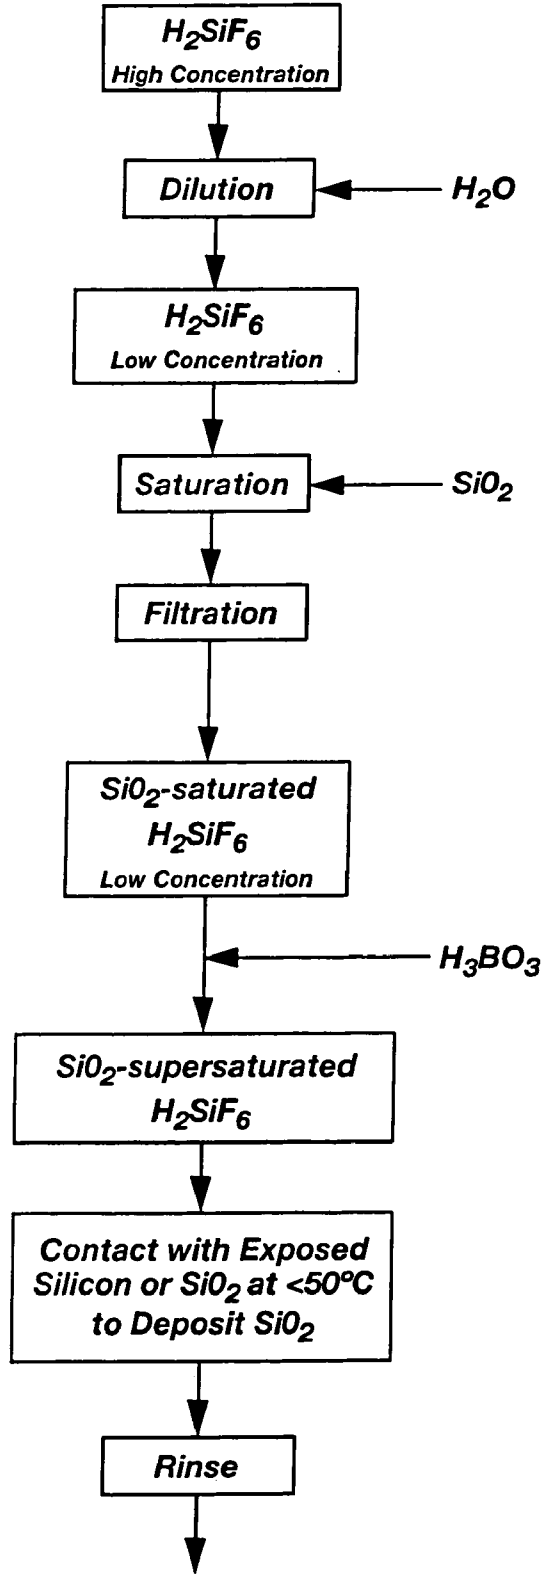 H₂SiF₆
High Concentration
Dilution
H₂O
H₂SiF₆
Low Concentration
Saturation
SiO₂
Filtration
SiO₂-saturated
H₂SiF₆
Low Concentration
H₃BO₃
SiO₂-supersaturated
H₂SiF₆
Contact with Exposed
Silicon or SiO₂ at <50°C
to Deposit SiO₂
Rinse